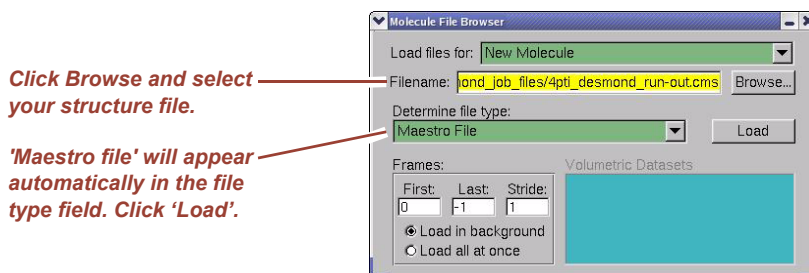 Molecule File Browser
Load files for: New Molecule
Click Browse and select
your structure file.
Filename: ond_job_files/4pti_desmond_run-out.cms Browse...
Determine file type:
Maestro File Load
'Maestro file' will appear
automatically in the file
type field. Click ‘Load’.
Frames: Volumetric Datasets
First: Last: Stride:
0 -1 1
Load in background
Load all at once